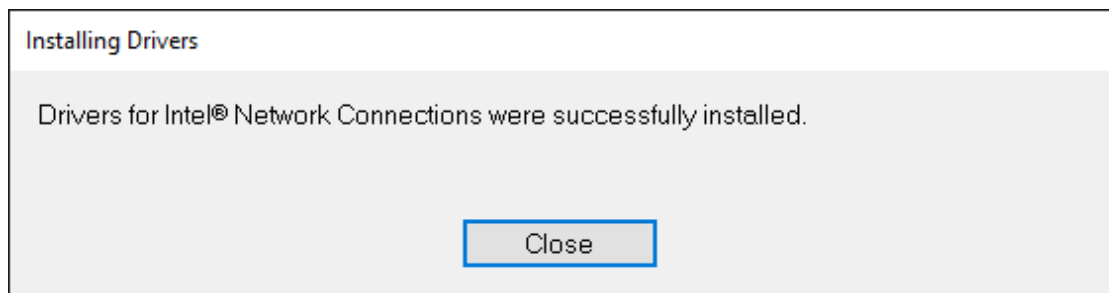 Installing Drivers
Drivers for Intel® Network Connections were successfully installed.
Close